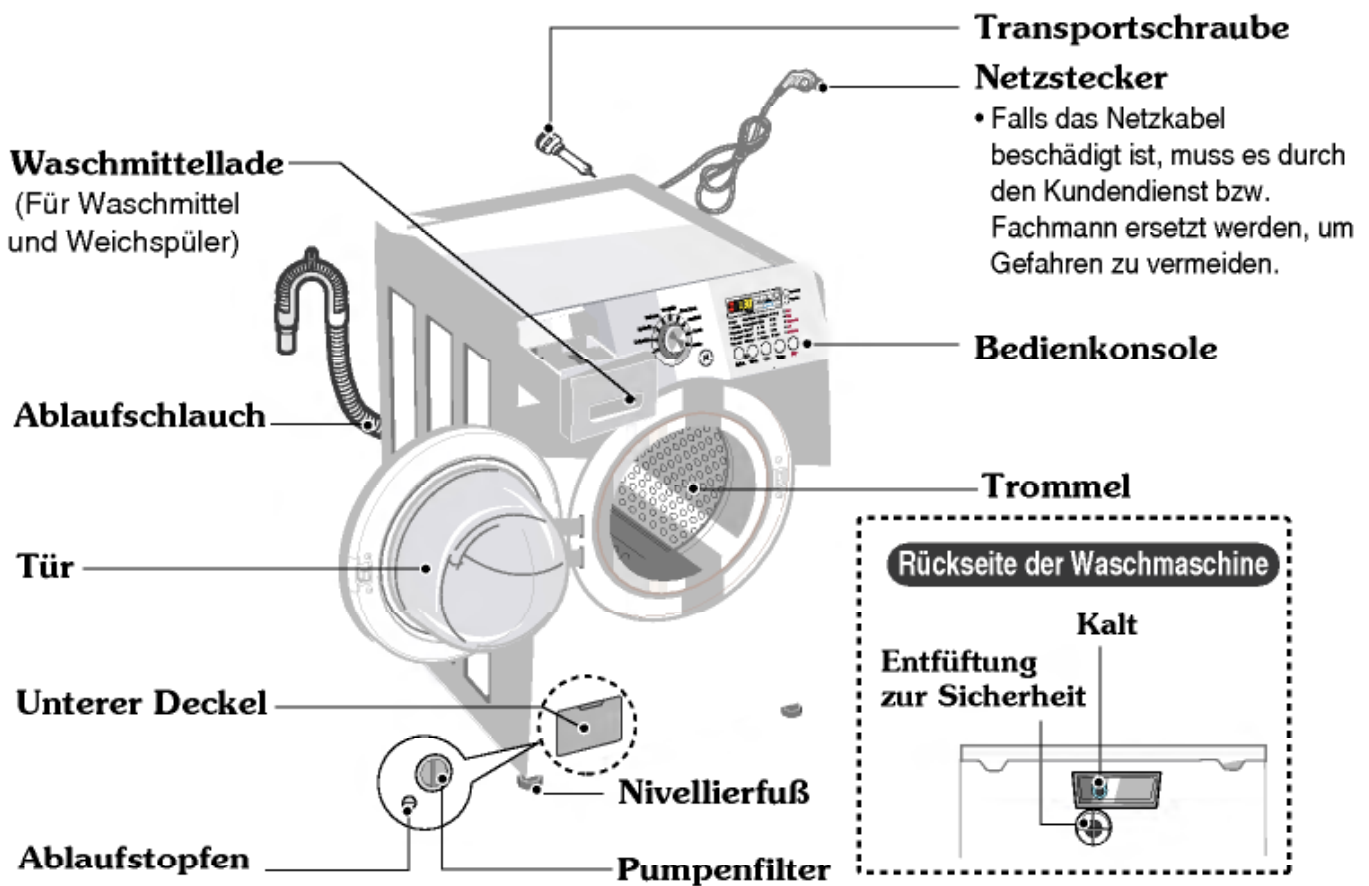 Transportschraube
Netzstecker
• Falls das Netzkabel
beschädigt ist, muss es durch
den Kundendienst bzw.
Fachmann ersetzt werden, um
Gefahren zu vermeiden.
Waschmittellade
(Für Waschmittel
und Weichspüler)
Bedienkonsole
Ablaufschlauch
Trommel
Tür
Rückseite der Waschmaschine
Kalt
Entfüftung
zur Sicherheit
Unterer Deckel
Nivellierfuß
Ablaufstopfen
Pumpenfilter